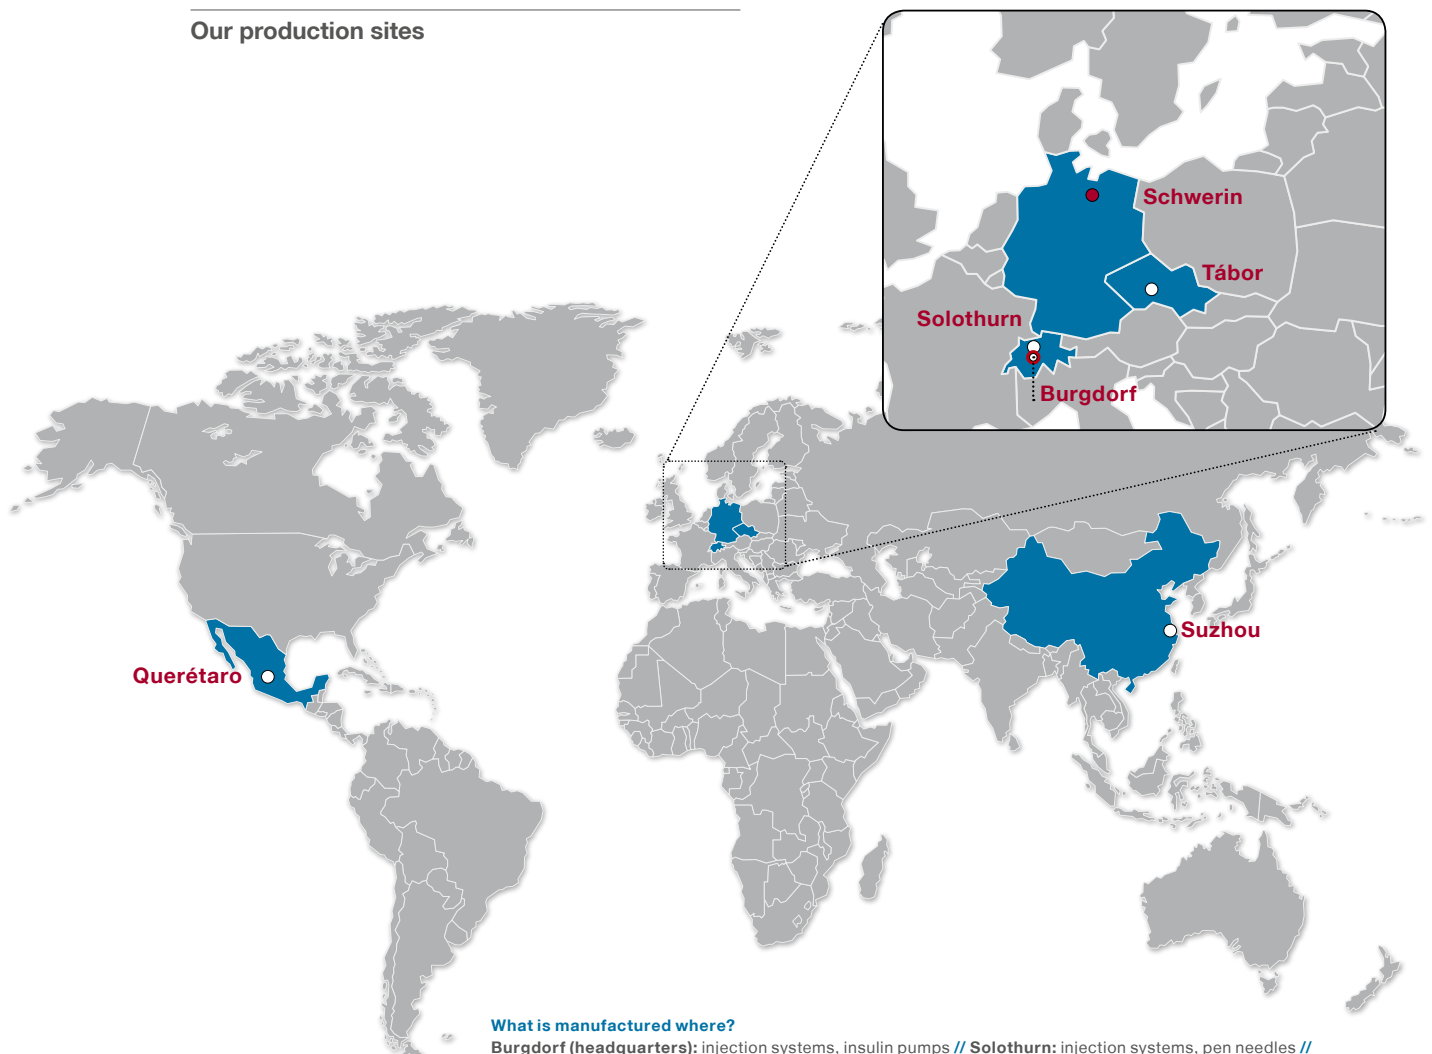 Our production sites
Schwerin
Tábor
Solothurn
Burgdorf
Suzhou
Querétaro
What is manufactured where?
Burgdorf (headquarters): injection systems, insulin pumps // Solothurn: injection systems, pen needles //